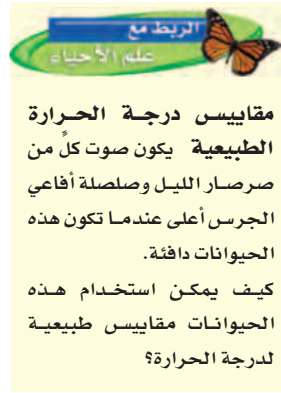 الربط مع
علم الأحياء
مقاييس درجة الحرارة
الطبيعية يكون صوت كلٍّ من
صرصار الليل وصلصلة أفاعي
الجرس أعلى عندما تكون هذه
الحيوانات دافئة.
كيف يمكن استخدام هذه
الحيوانات مقاييس طبيعية
لدرجة الحرارة؟